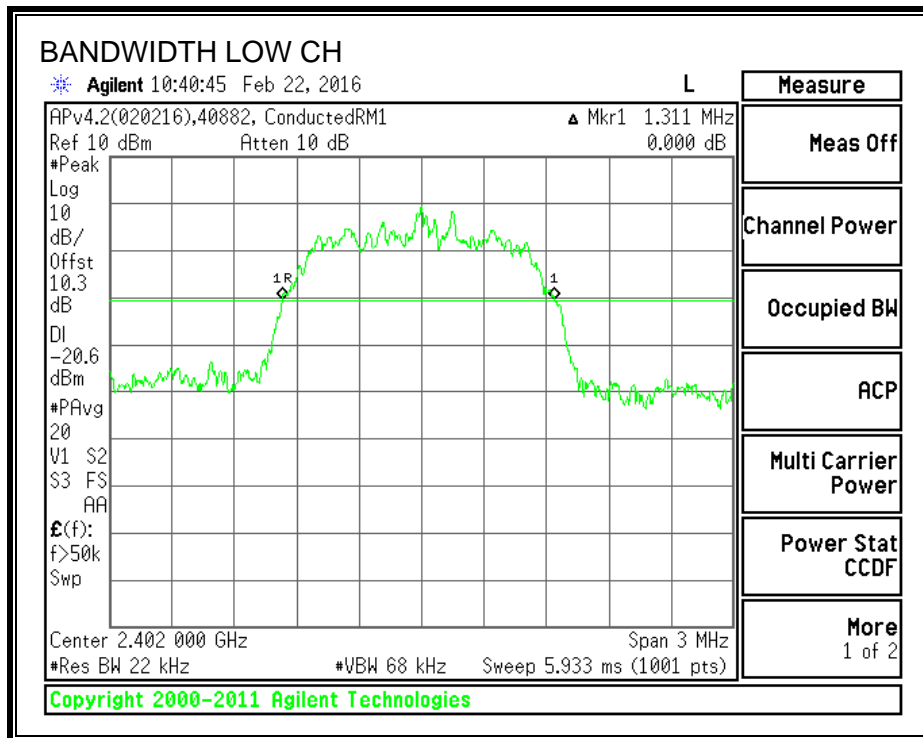 BANDWIDTH LOW CH
Agilent 10:40:45 Feb 22, 2016 L
APv4.2(020216),40882, ConductedRM1 Δ Mkr1 1.311 MHz
Ref 10 dBm Atten 10 dB 0.000 dB
#Peak
Log
10
dB/
Offst
10.3
dB
DI
-20.6
dBm
#PAvg
20
V1 S2
S3 FS
AA
£(f):
f>50k
Swp
1R
1
Center 2.402 000 GHz Span 3 MHz
#Res BW 22 kHz #VBW 68 kHz Sweep 5.933 ms (1001 pts)
Copyright 2000-2011 Agilent Technologies
Measure
Meas Off
Channel Power
Occupied BW
ACP
Multi Carrier
Power
Power Stat
CCDF
More
1 of 2